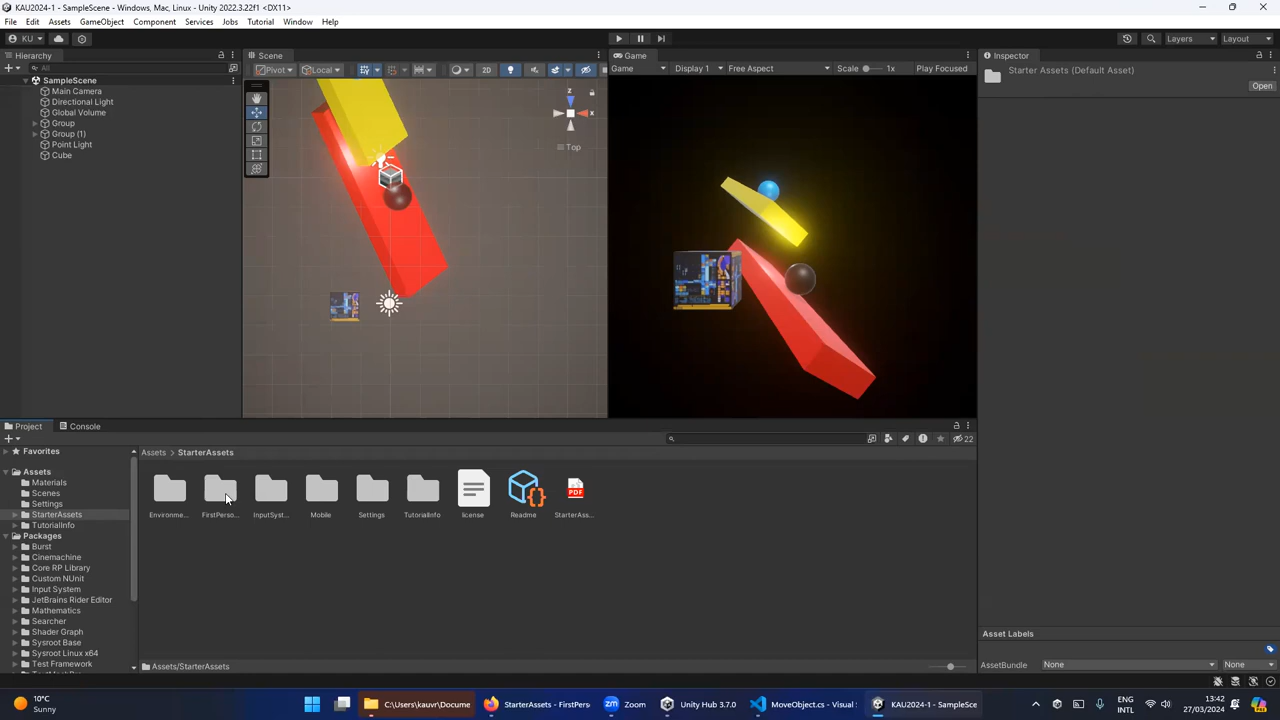 KAU2024-1 - SampleScene - Windows, Mac, Linux - Unity 2022.3.22f1 <DX11>
File Edit Assets GameObject Component Services Jobs Tutorial Window Help
KU
Layers Layout
Hierarchy
All
SampleScene
Main Camera
Directional Light
Global Volume
Group
Group (1)
Point Light
Cube
Scene
Pivot Local 2D
z
x
Top
Game
Game Display 1 Free Aspect Scale 1x Play Focused
Inspector
Starter Assets (Default Asset)
Open
Project Console
22
Favorites
Assets
Materials
Scenes
Settings
StarterAssets
TutorialInfo
Packages
Burst
Cinemachine
Core RP Library
Custom NUnit
Input System
JetBrains Rider Editor
Mathematics
Searcher
Shader Graph
Sysroot Base
Sysroot Linux x64
Test Framework
Assets > StarterAssets
Environme... FirstPerso... InputSyst... Mobile Settings TutorialInfo license Readme StarterAss...
PDF
Assets/StarterAssets
Asset Labels
AssetBundle None None
10°C
Sunny
C:\Users\kauvr\Docume
StarterAssets - FirstPers
Zoom
Unity Hub 3.7.0
MoveObject.cs - Visual S
KAU2024-1 - SampleSce
ENG
INTL
13:42
27/03/2024